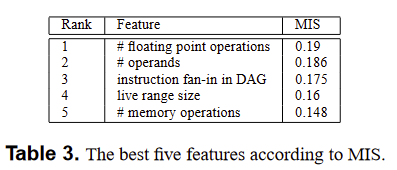 Rank Feature MIS
1 # floating point operations 0.19
2 # operands 0.186
3 instruction fan-in in DAG 0.175
4 live range size 0.16
5 # memory operations 0.148
Table 3. The best five features according to MIS.